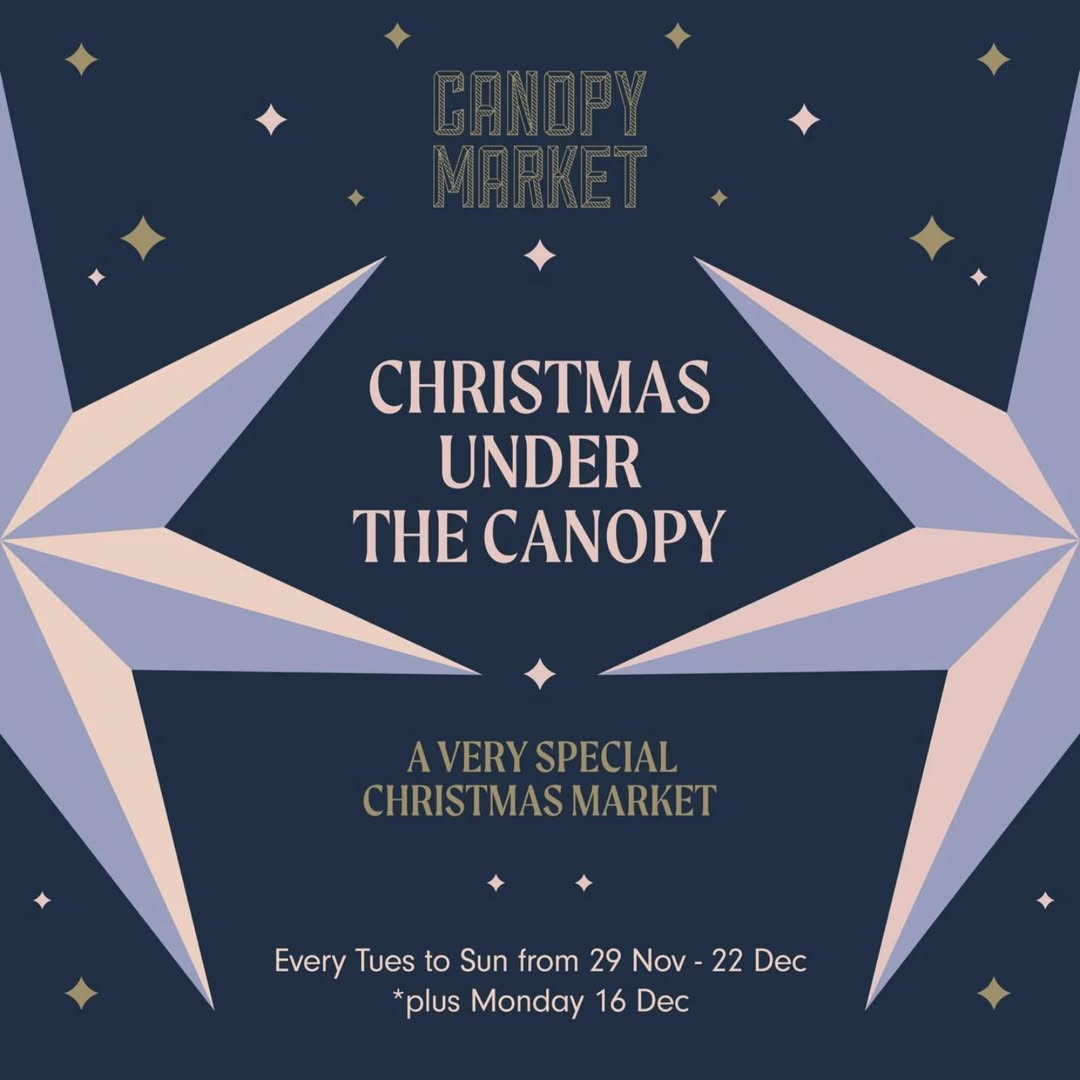 CANOPY
MARKET
CHRISTMAS
UNDER
THE CANOPY
A VERY SPECIAL
CHRISTMAS MARKET
Every Tues to Sun from 29 Nov - 22 Dec
*plus Monday 16 Dec